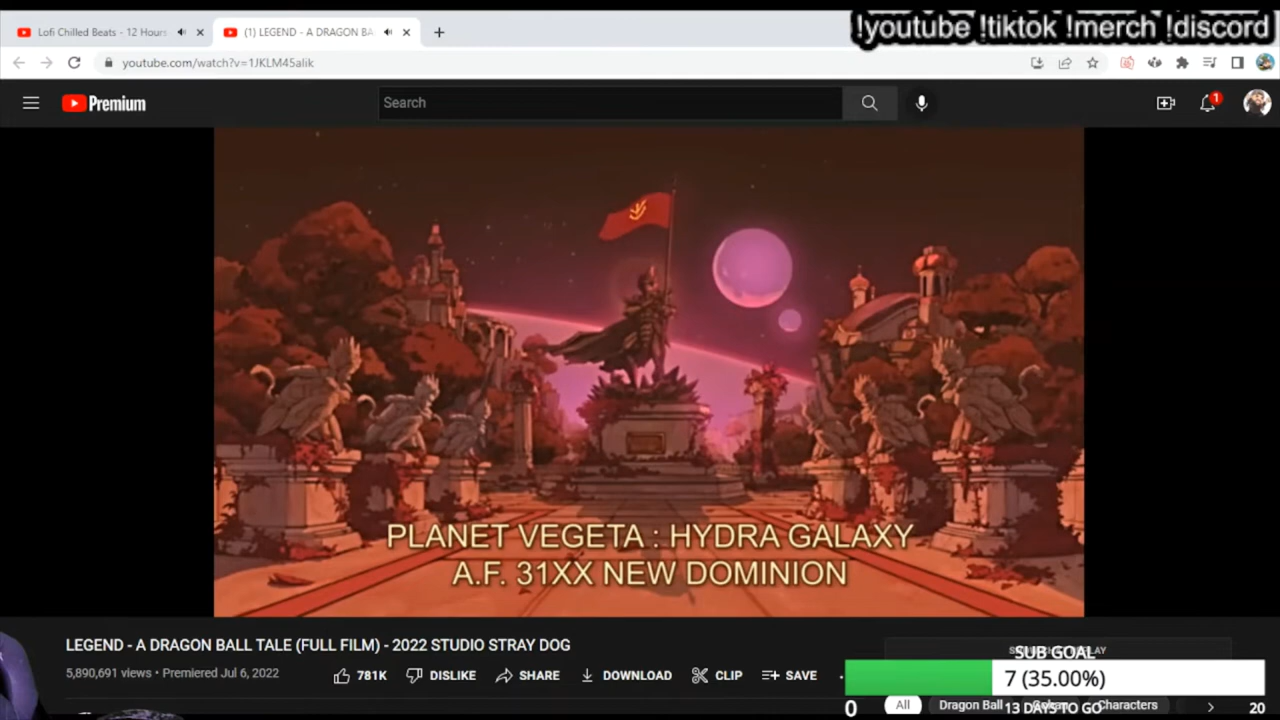 !youtube !tiktok !merch !discord
Lofi Chilled Beats - 12 Hours
(1) LEGEND - A DRAGON BA
youtube.com/watch?v=1JKLM45alik
Premium
Search
1
PLANET VEGETA : HYDRA GALAXY
A.F. 31XX NEW DOMINION
LEGEND - A DRAGON BALL TALE (FULL FILM) - 2022 STUDIO STRAY DOG
5,890,691 views • Premiered Jul 6, 2022
781K
DISLIKE
SHARE
DOWNLOAD
CLIP
SAVE
SUB GOAL
7 (35.00%)
0
13 DAYS TO GO
20
All
Dragon Ball
Characters